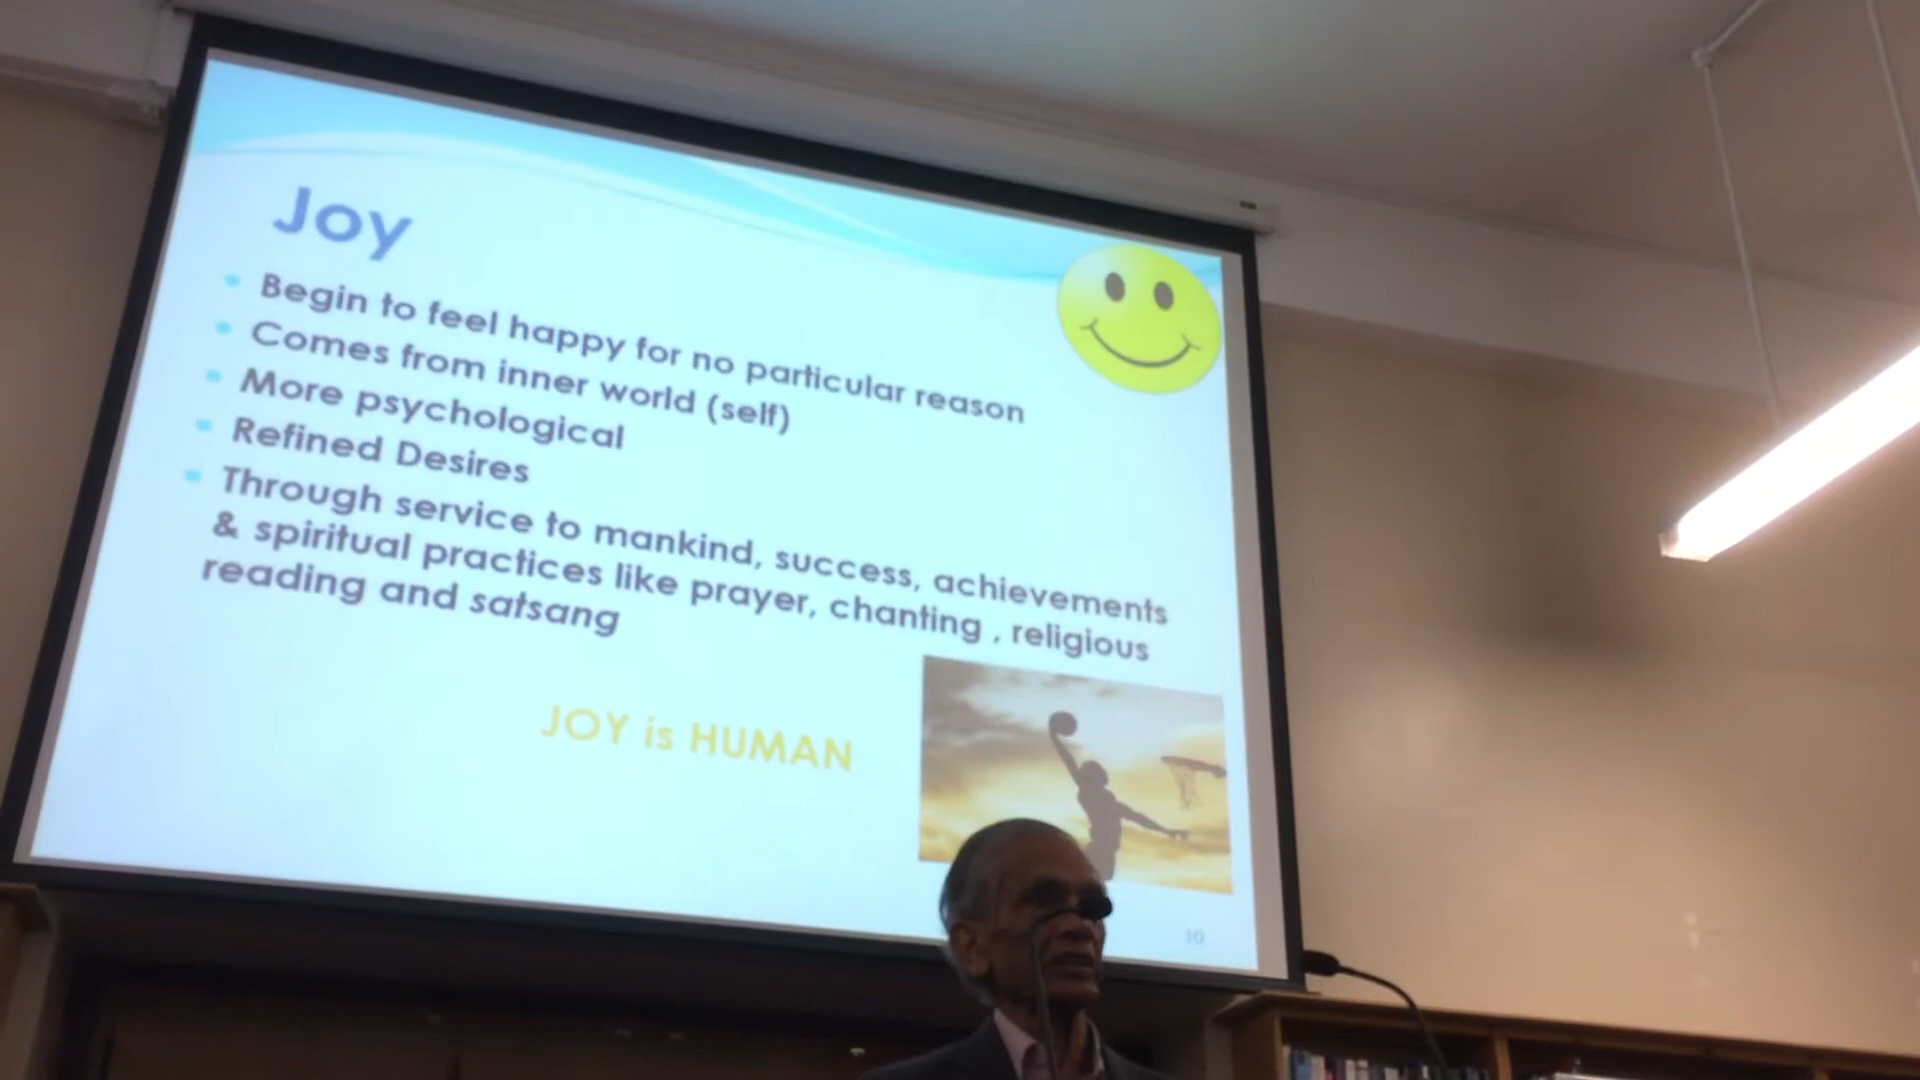 Joy
Begin to feel happy for no particular reason
Comes from inner world (self)
More psychological
Refined Desires
Through service to mankind, success, achievements
& spiritual practices like prayer, chanting , religious
reading and satsang
JOY is HUMAN
10